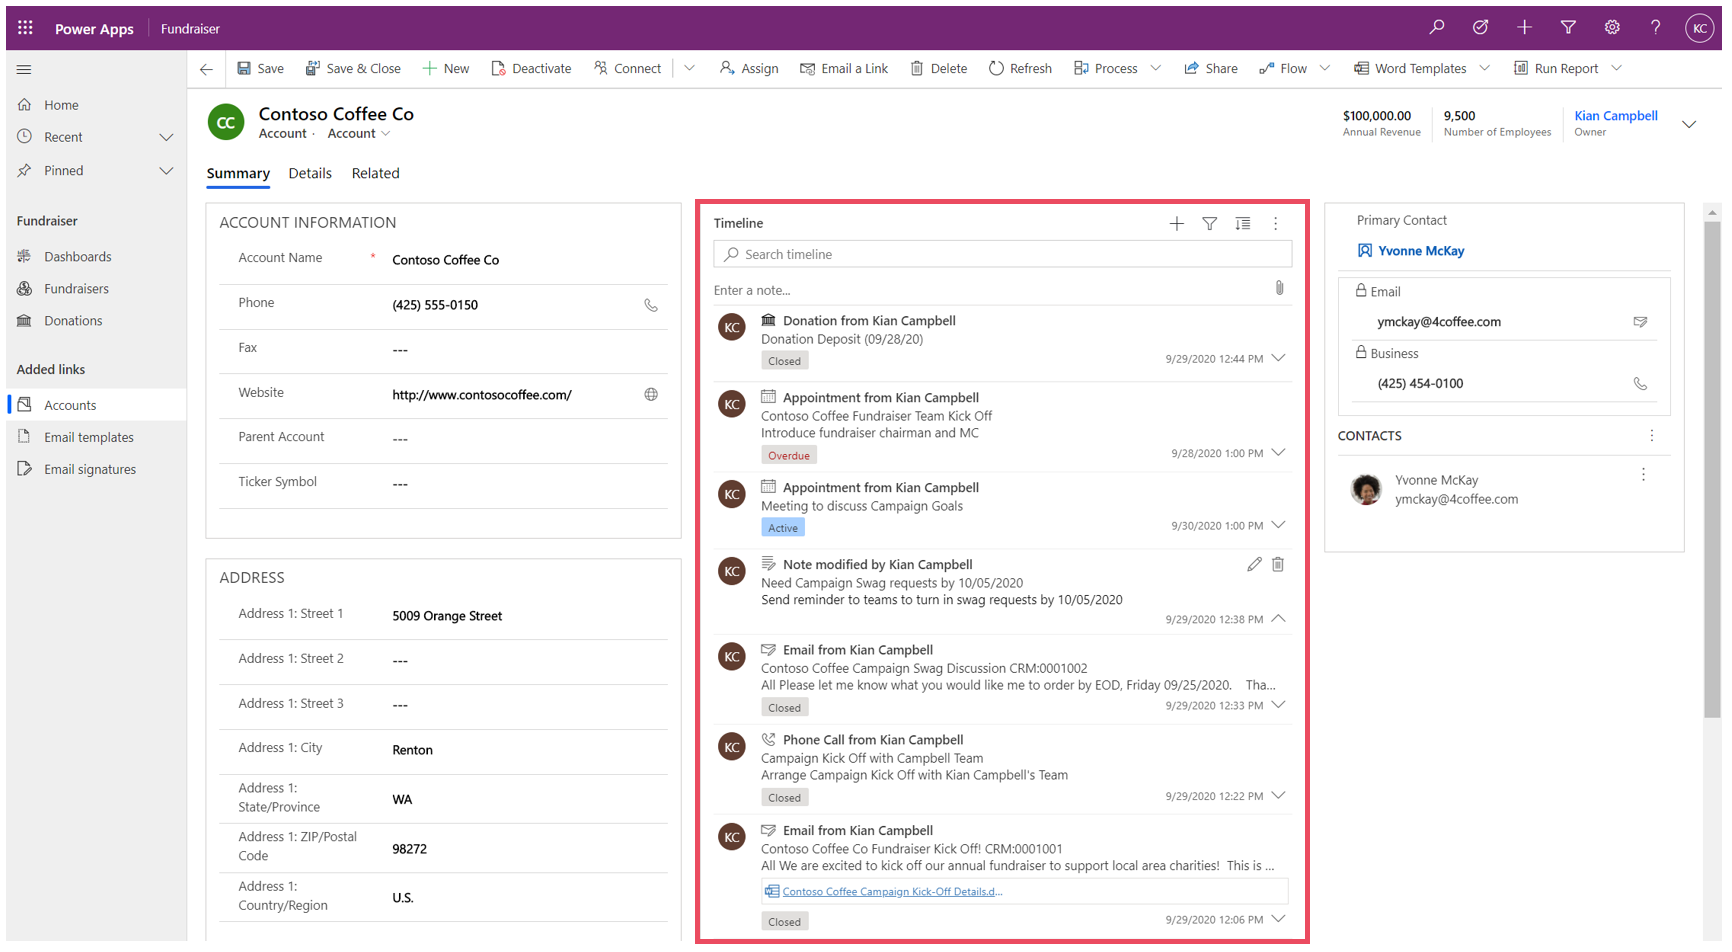 Power Apps
Fundraiser
KC
Save
Save & Close
New
Deactivate
Connect
Assign
Email a Link
Delete
Refresh
Process
Share
Flow
Word Templates
Run Report
Home
Recent
Pinned
Fundraiser
Dashboards
Fundraisers
Donations
Added links
Accounts
Email templates
Email signatures
CC
Contoso Coffee Co
Account · Account
$100,000.00
Annual Revenue
9,500
Number of Employees
Kian Campbell
Owner
Summary
Details
Related
ACCOUNT INFORMATION
Account Name * Contoso Coffee Co
Phone (425) 555-0150
Fax ---
Website http://www.contosocoffee.com/
Parent Account ---
Ticker Symbol ---
ADDRESS
Address 1: Street 1 5009 Orange Street
Address 1: Street 2 ---
Address 1: Street 3 ---
Address 1: City Renton
Address 1:
State/Province
WA
Address 1: ZIP/Postal
Code
98272
Address 1:
Country/Region
U.S.
Timeline
Search timeline
Enter a note...
KC
Donation from Kian Campbell
Donation Deposit (09/28/20)
Closed
9/29/2020 12:44 PM
KC
Appointment from Kian Campbell
Contoso Coffee Fundraiser Team Kick Off
Introduce fundraiser chairman and MC
Overdue
9/28/2020 1:00 PM
KC
Appointment from Kian Campbell
Meeting to discuss Campaign Goals
Active
9/30/2020 1:00 PM
KC
Note modified by Kian Campbell
Need Campaign Swag requests by 10/05/2020
Send reminder to teams to turn in swag requests by 10/05/2020
9/29/2020 12:38 PM
KC
Email from Kian Campbell
Contoso Coffee Campaign Swag Discussion CRM:0001002
All Please let me know what you would like me to order by EOD, Friday 09/25/2020. Tha...
Closed
9/29/2020 12:33 PM
KC
Phone Call from Kian Campbell
Campaign Kick Off with Campbell Team
Arrange Campaign Kick Off with Kian Campbell's Team
Closed
9/29/2020 12:22 PM
KC
Email from Kian Campbell
Contoso Coffee Co Fundraiser Kick Off! CRM:0001001
All We are excited to kick off our annual fundraiser to support local area charities! This is ...
Contoso Coffee Campaign Kick-Off Details.d...
Closed
9/29/2020 12:06 PM
Primary Contact
Yvonne McKay
Email
ymckay@4coffee.com
Business
(425) 454-0100
CONTACTS
Yvonne McKay
ymckay@4coffee.com